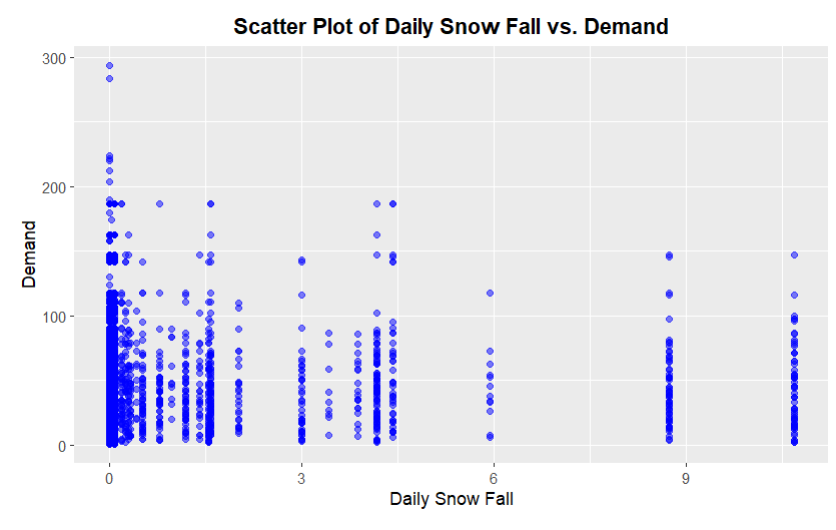 Scatter Plot of Daily Snow Fall vs. Demand
300
200
100
0
Demand
0 3 6 9
Daily Snow Fall